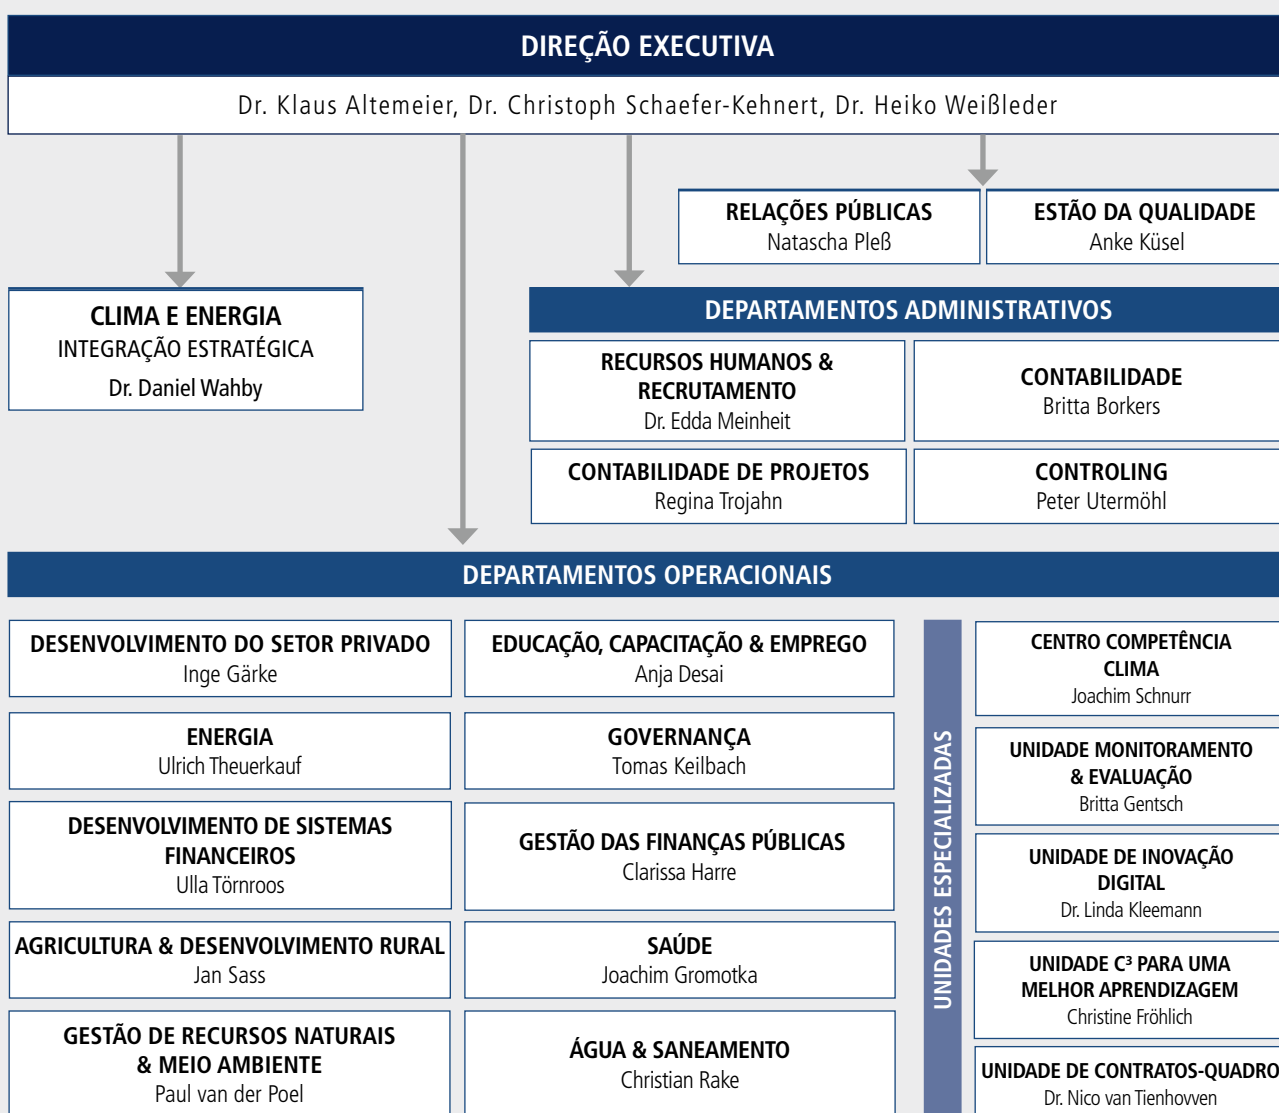 DIREÇÃO EXECUTIVA
Dr. Klaus Altemeier, Dr. Christoph Schaefer-Kehnert, Dr. Heiko Weißleder
RELAÇÕES PÚBLICAS
Natascha Pleß
ESTÃO DA QUALIDADE
Anke Küsel
CLIMA E ENERGIA
INTEGRAÇÃO ESTRATÉGICA
Dr. Daniel Wahby
DEPARTAMENTOS ADMINISTRATIVOS
RECURSOS HUMANOS &
RECRUTAMENTO
Dr. Edda Meinheit
CONTABILIDADE
Britta Borkers
CONTABILIDADE DE PROJETOS
Regina Trojahn
CONTROLING
Peter Utermöhl
DEPARTAMENTOS OPERACIONAIS
DESENVOLVIMENTO DO SETOR PRIVADO
Inge Gärke
ENERGIA
Ulrich Theuerkauf
DESENVOLVIMENTO DE SISTEMAS
FINANCEIROS
Ulla Törnroos
AGRICULTURA & DESENVOLVIMENTO RURAL
Jan Sass
GESTÃO DE RECURSOS NATURAIS
& MEIO AMBIENTE
Paul van der Poel
EDUCAÇÃO, CAPACITAÇÃO & EMPREGO
Anja Desai
GOVERNANÇA
Tomas Keilbach
GESTÃO DAS FINANÇAS PÚBLICAS
Clarissa Harre
SAÚDE
Joachim Gromotka
ÁGUA & SANEAMENTO
Christian Rake
UNIDADES ESPECIALIZADAS
CENTRO COMPETÊNCIA
CLIMA
Joachim Schnurr
UNIDADE MONITORAMENTO
& EVALUAÇÃO
Britta Gentsch
UNIDADE DE INOVAÇÃO
DIGITAL
Dr. Linda Kleemann
UNIDADE C³ PARA UMA
MELHOR APRENDIZAGEM
Christine Fröhlich
UNIDADE DE CONTRATOS-QUADRO
Dr. Nico van Tienhovven